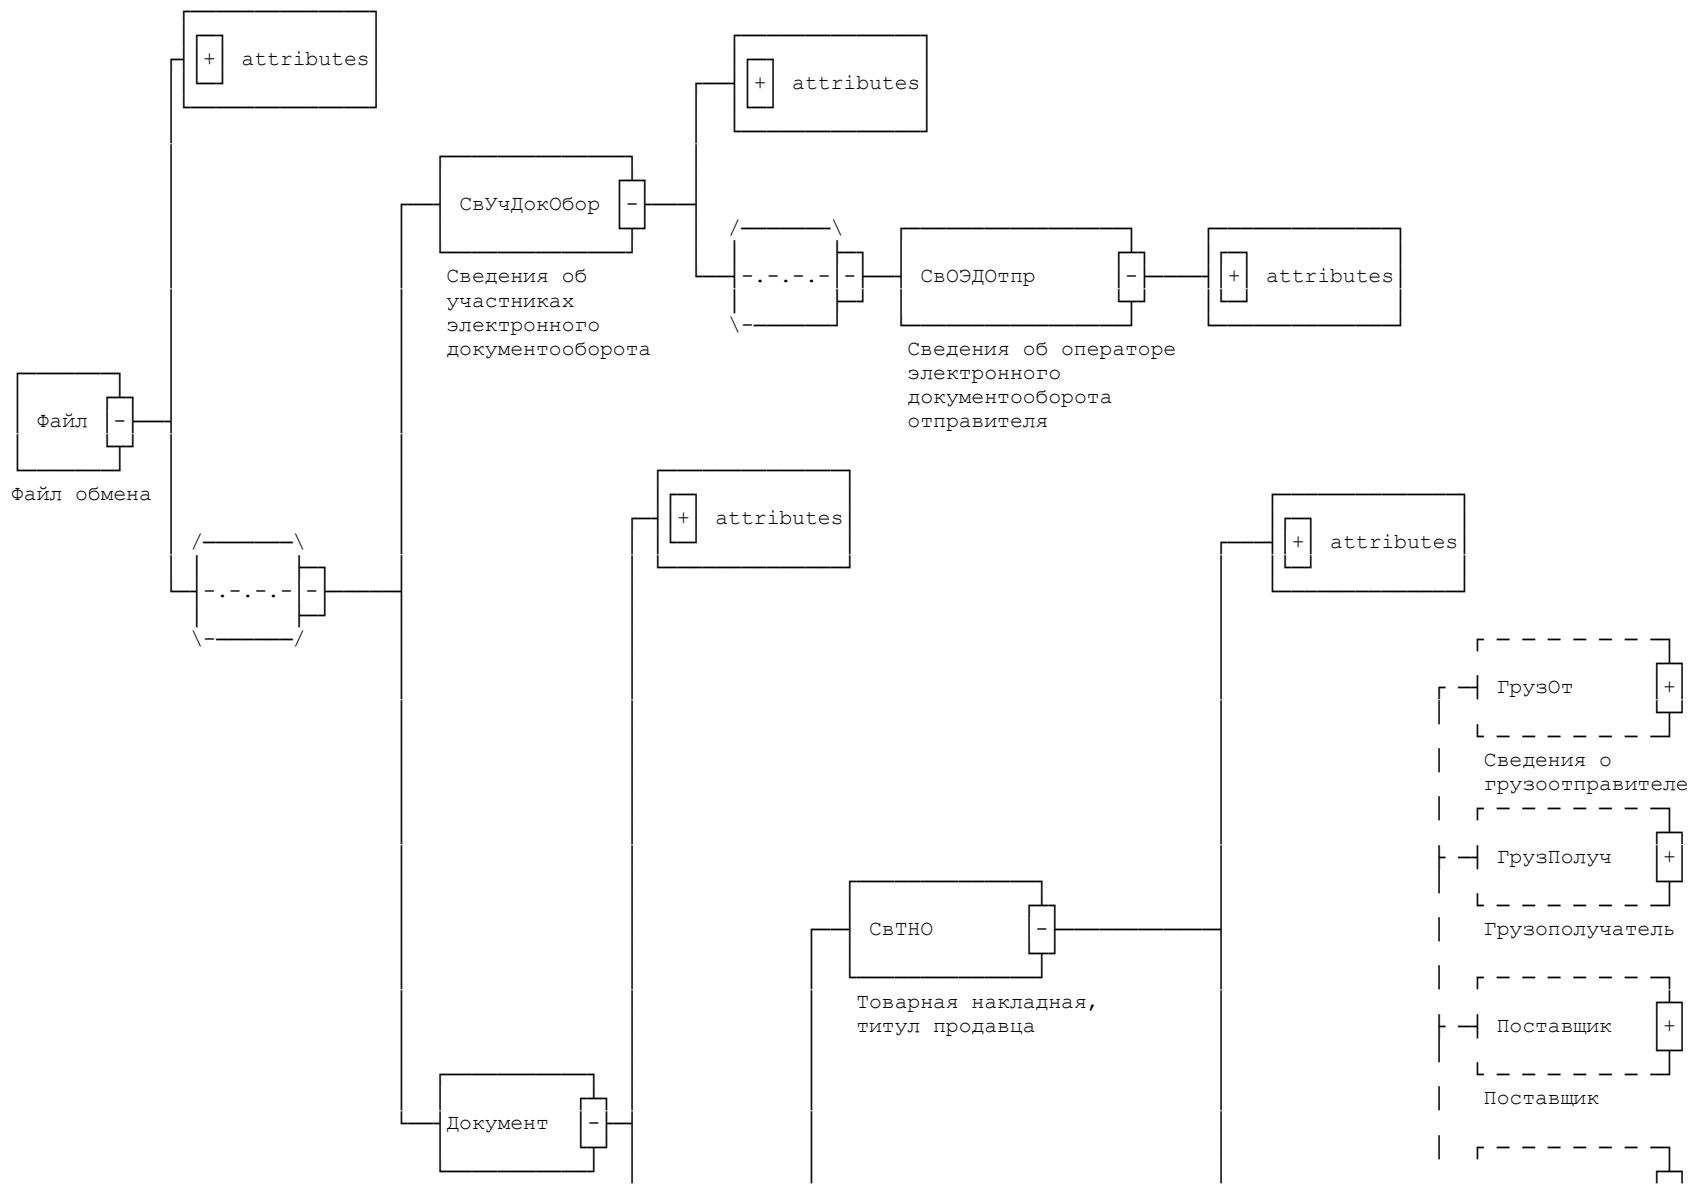 + attributes
+ attributes
СвУчДокОбор -
-.-.-.- -
СвОЭДОтпр -
+ attributes
Сведения об
участниках
электронного
документооборота
Сведения об операторе
электронного
документооборота
отправителя
Файл -
Файл обмена
+ attributes
+ attributes
-.-.-.- -
ГрузОт +
Сведения о
грузоотправителе
ГрузПолуч +
Грузополучатель
СвТНО -
Товарная накладная,
титул продавца
Поставщик +
Поставщик
Документ -